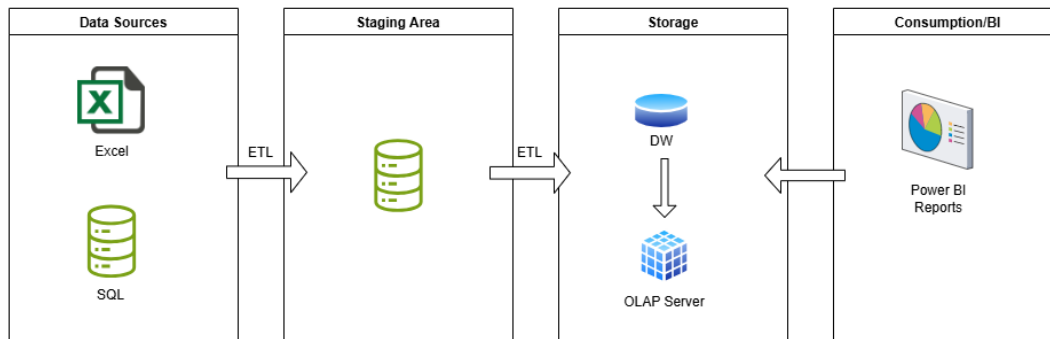 Data Sources
Staging Area
Storage
Consumption/BI
Excel
SQL
ETL
ETL
DW
OLAP Server
Power BI
Reports